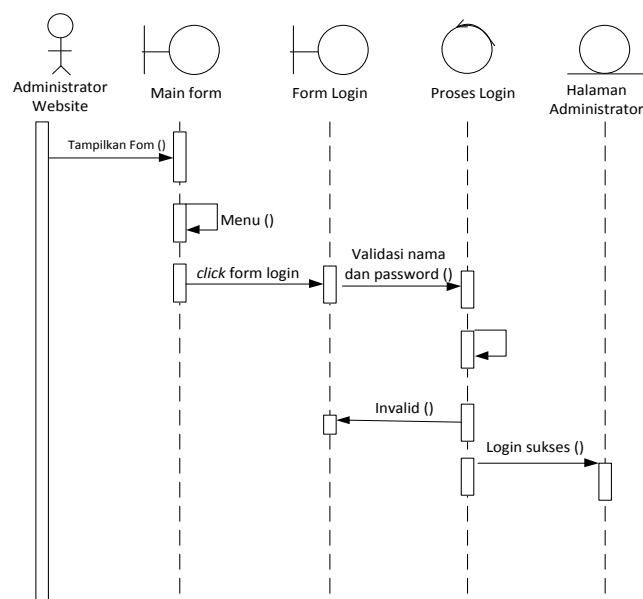 Administrator
Website
Main form
Form Login
Proses Login
Halaman
Administrator
Tampilkan Fom ()
Menu ()
click form login
Validasi nama
dan password ()
Invalid ()
Login sukses ()